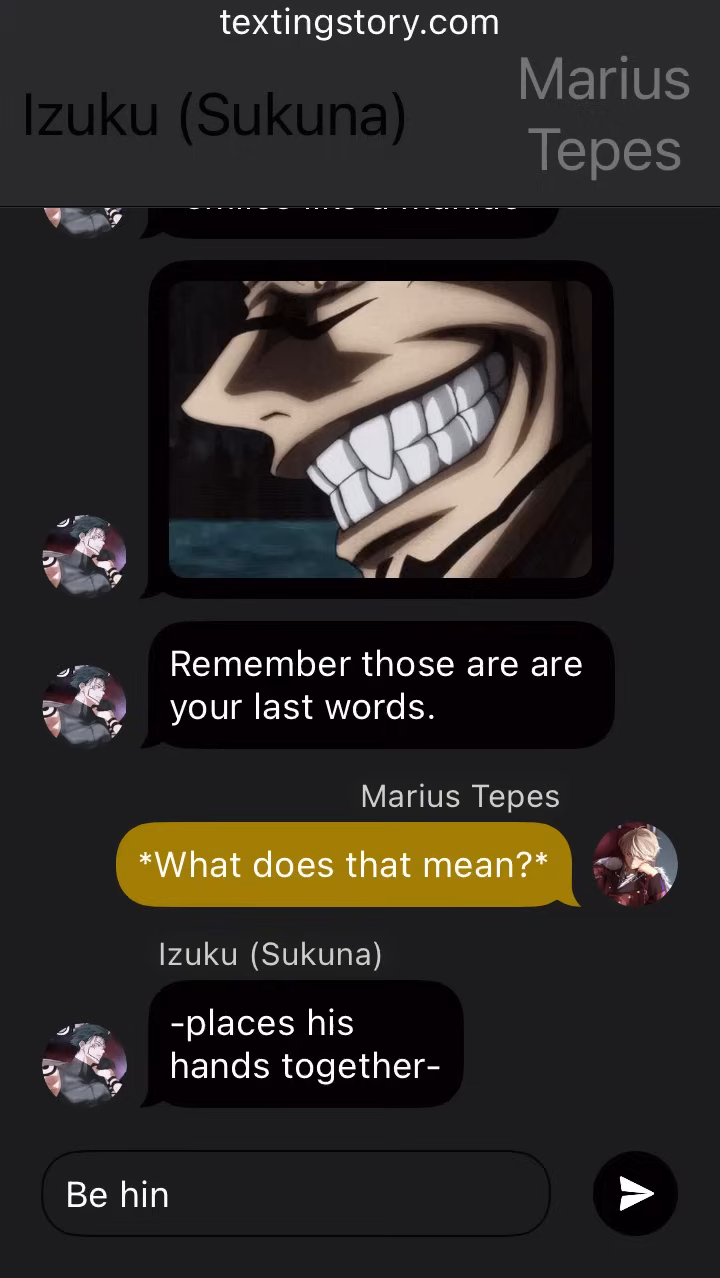 textingstory.com
Izuku (Sukuna)
Marius
Tepes
Remember those are are
your last words.
Marius Tepes
*What does that mean?*
Izuku (Sukuna)
-places his
hands together-
Be hin